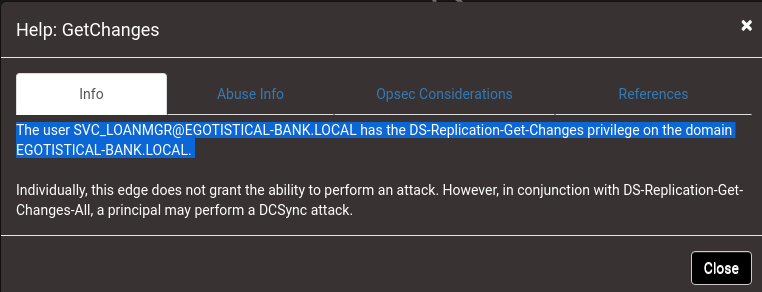 Help: GetChanges
×
Info
Abuse Info
Opsec Considerations
References
The user SVC_LOANMGR@EGOTISTICAL-BANK.LOCAL has the DS-Replication-Get-Changes privilege on the domain
EGOTISTICAL-BANK.LOCAL.
Individually, this edge does not grant the ability to perform an attack. However, in conjunction with DS-Replication-Get-
Changes-All, a principal may perform a DCSync attack.
Close